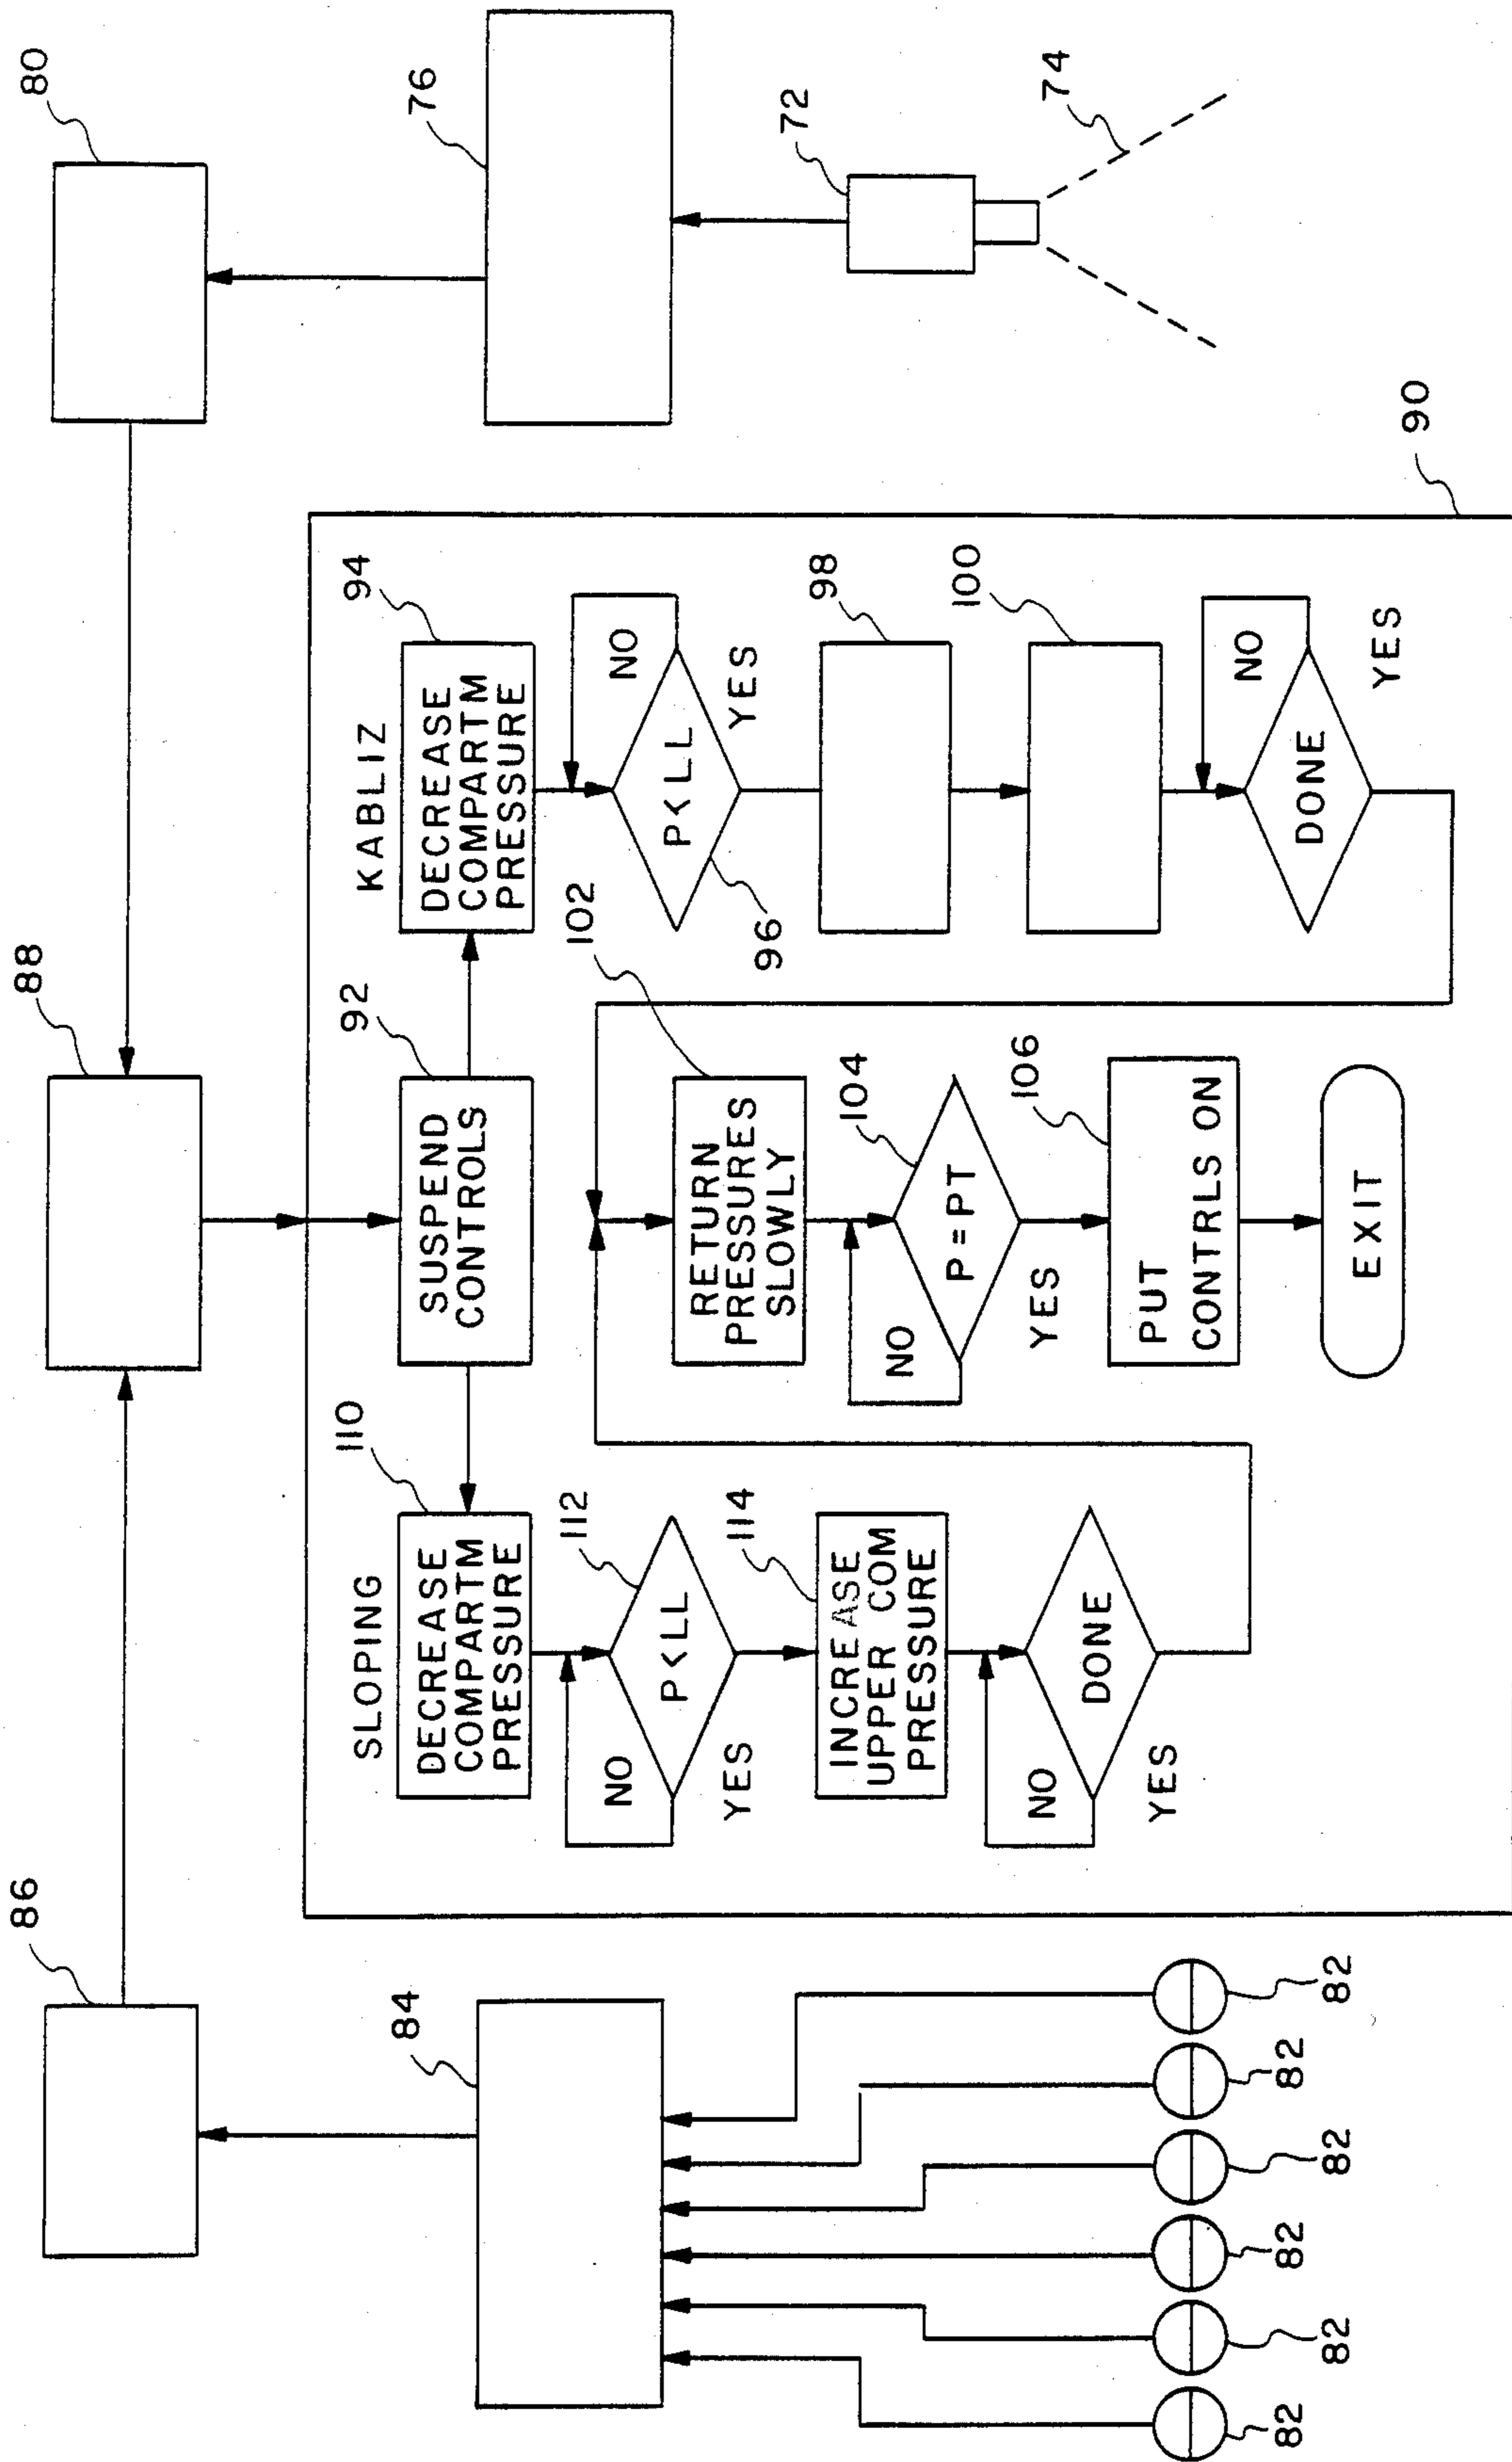 86
88
80
84
110
92
94
76
SLOPING
KABLIZ
DECREASE
COMPARTM
PRESSURE
SUSPEND
CONTROLS
DECREASE
COMPARTM
PRESSURE
112
102
NO
P<LL
YES
NO
P<LL
YES
96
72
114
RETURN
PRESSURES
SLOWLY
98
INCREASE
UPPER COM
PRESSURE
104
NO
P=PT
YES
100
NO
DONE
YES
106
PUT
CONTRLS ON
74
NO
DONE
YES
82
82
82
82
82
82
EXIT
90